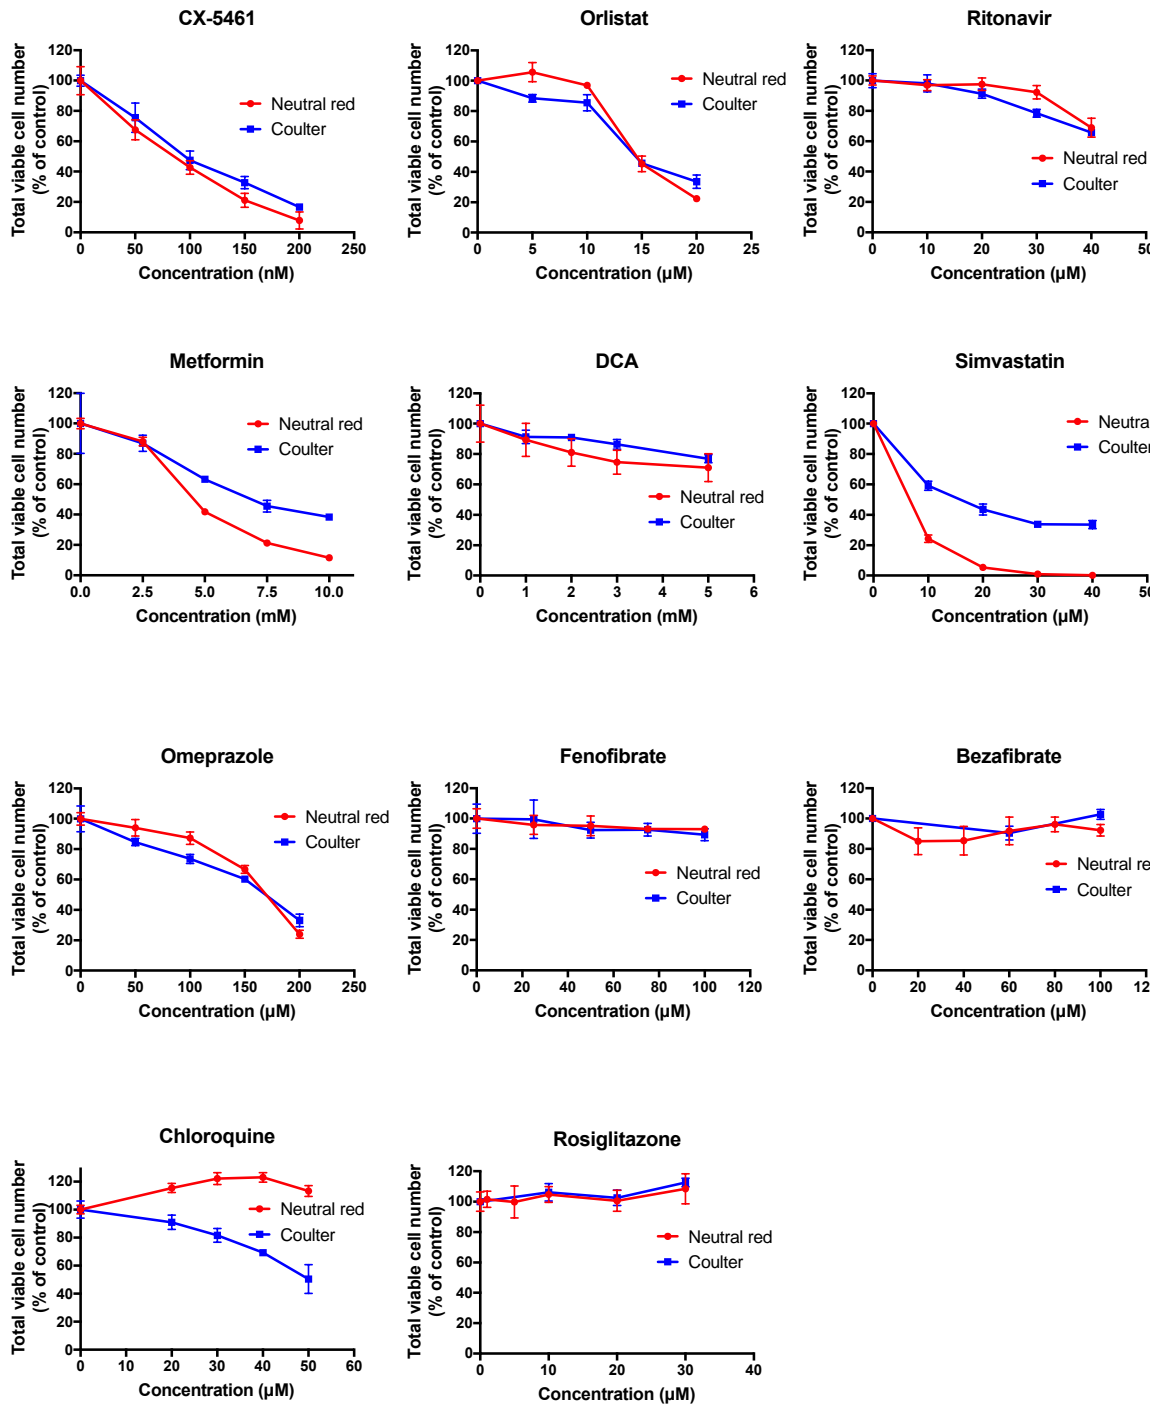 CX-5461
Total viable cell number
(% of control)
120
100
80
60
40
20
0
0 50 100 150 200 250
Concentration (nM)
Neutral red
Coulter
Orlistat
Total viable cell number
(% of control)
120
100
80
60
40
20
0
0 5 10 15 20 25
Concentration (µM)
Neutral red
Coulter
Ritonavir
Total viable cell number
(% of control)
120
100
80
60
40
20
0
0 10 20 30 40 50
Concentration (µM)
Neutral red
Coulter
Metformin
Total viable cell number
(% of control)
120
100
80
60
40
20
0
0.0 2.5 5.0 7.5 10.0
Concentration (mM)
Neutral red
Coulter
DCA
Total viable cell number
(% of control)
120
100
80
60
40
20
0
0 1 2 3 4 5 6
Concentration (mM)
Neutral red
Coulter
Simvastatin
Total viable cell number
(% of control)
120
100
80
60
40
20
0
0 10 20 30 40 50
Concentration (µM)
Neutra
Coulter
Omeprazole
Total viable cell number
(% of control)
120
100
80
60
40
20
0
0 50 100 150 200 250
Concentration (µM)
Neutral red
Coulter
Fenofibrate
Total viable cell number
(% of control)
120
100
80
60
40
20
0
0 20 40 60 80 100 120
Concentration (µM)
Neutral red
Coulter
Bezafibrate
Total viable cell number
(% of control)
120
100
80
60
40
20
0
0 20 40 60 80 100 120
Concentration (µM)
Neutral red
Coulter
Chloroquine
Total viable cell number
(% of control)
120
100
80
60
40
20
0
0 10 20 30 40 50 60
Concentration (µM)
Neutral red
Coulter
Rosiglitazone
Total viable cell number
(% of control)
120
100
80
60
40
20
0
0 10 20 30 40
Concentration (µM)
Neutral red
Coulter